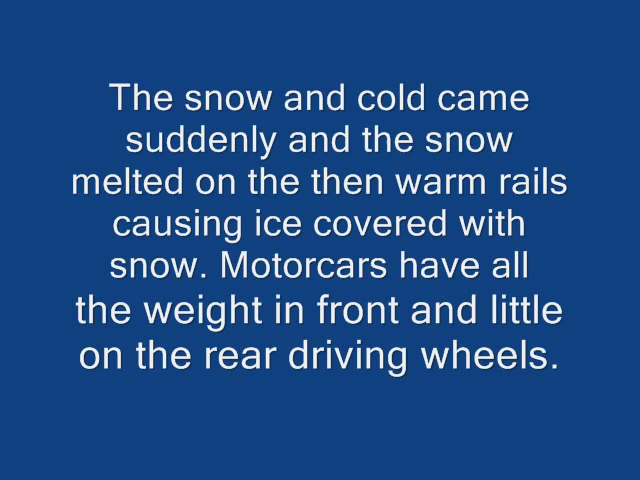 The snow and cold came
suddenly and the snow
melted on the then warm rails
causing ice covered with
snow. Motorcars have all
the weight in front and little
on the rear driving wheels.